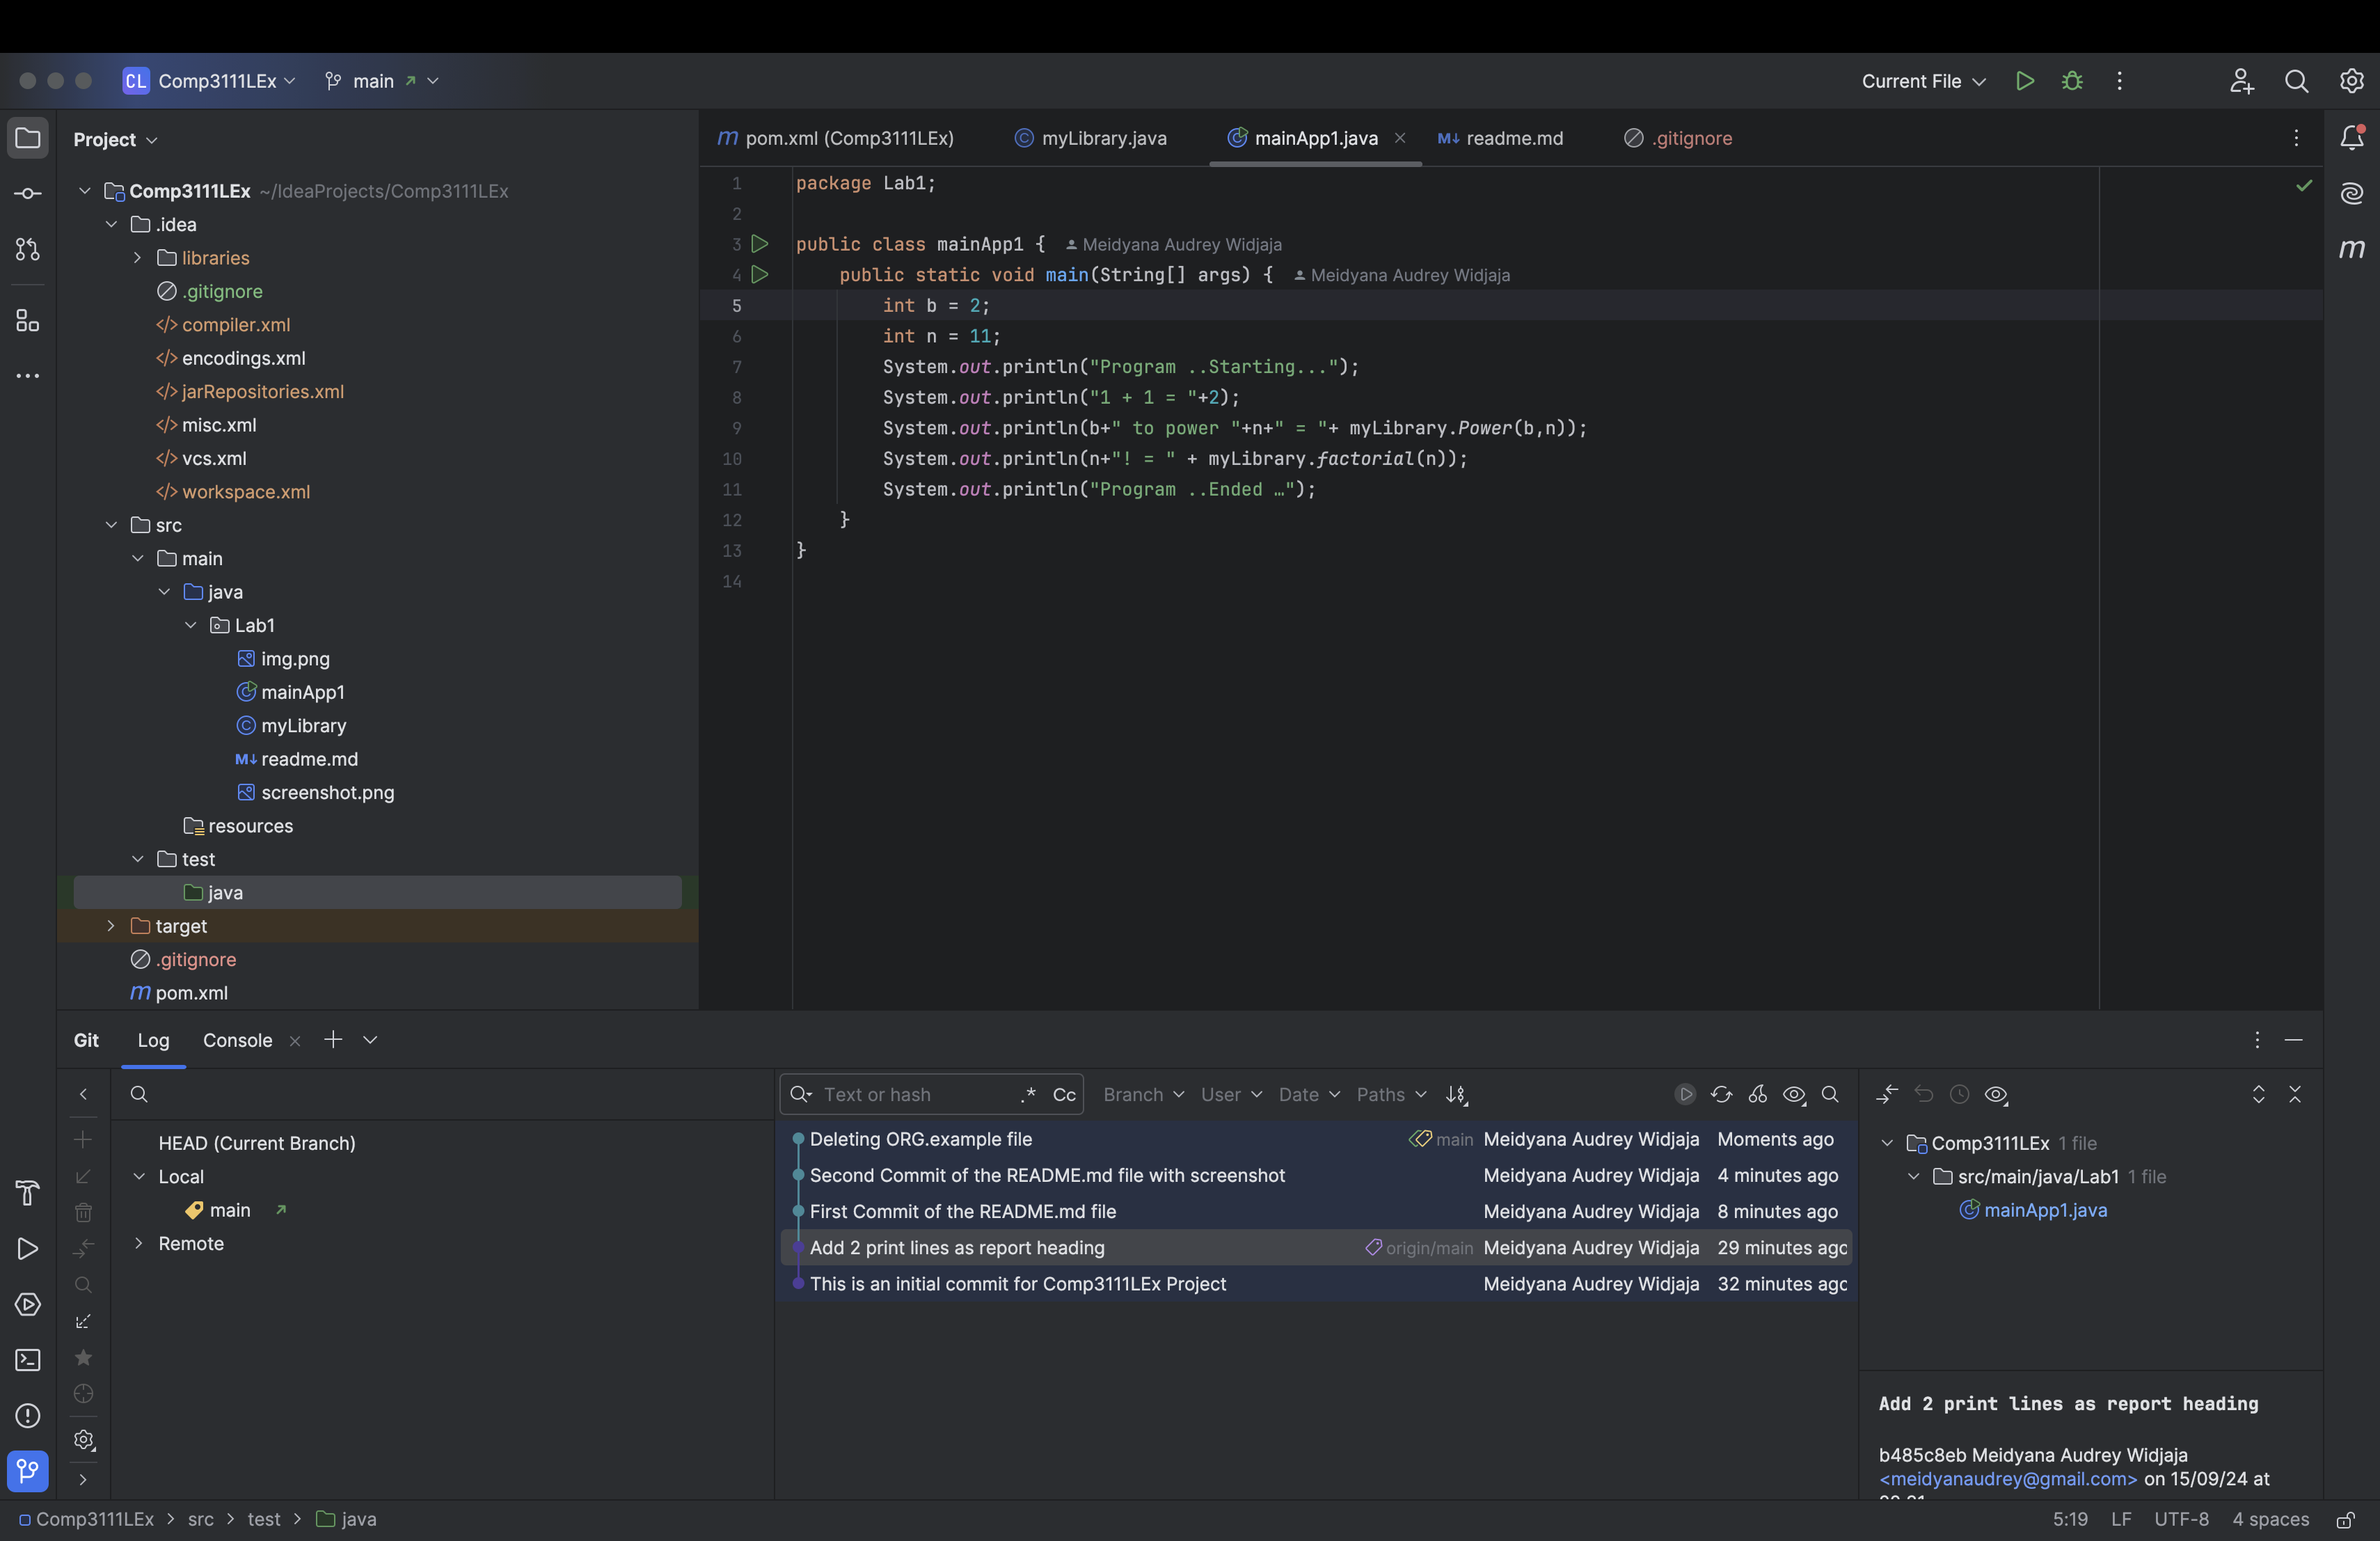 CL Comp3111LEx main Current File
Project
Comp3111LEx ~/IdeaProjects/Comp3111LEx
.idea
libraries
.gitignore
</> compiler.xml
</> encodings.xml
</> jarRepositories.xml
</> misc.xml
</> vcs.xml
</> workspace.xml
src
main
java
Lab1
img.png
mainApp1
myLibrary
M↓ readme.md
screenshot.png
resources
test
java
target
.gitignore
m pom.xml
m pom.xml (Comp3111LEx) myLibrary.java mainApp1.java M↓ readme.md .gitignore
m
1 package Lab1;
2
3 public class mainApp1 { Meidyana Audrey Widjaja
4 public static void main(String[] args) { Meidyana Audrey Widjaja
5 int b = 2;
6 int n = 11;
7 System.out.println("Program ..Starting...");
8 System.out.println("1 + 1 = "+2);
9 System.out.println(b+" to power "+n+" = "+ myLibrary.Power(b,n));
10 System.out.println(n+"! = " + myLibrary.factorial(n));
11 System.out.println("Program ..Ended …");
12 }
13 }
14
Git Log Console
HEAD (Current Branch)
Local
main
Remote
Text or hash .* Cc Branch User Date Paths
Deleting ORG.example file main Meidyana Audrey Widjaja Moments ago
Second Commit of the README.md file with screenshot Meidyana Audrey Widjaja 4 minutes ago
First Commit of the README.md file Meidyana Audrey Widjaja 8 minutes ago
Add 2 print lines as report heading origin/main Meidyana Audrey Widjaja 29 minutes ago
This is an initial commit for Comp3111LEx Project Meidyana Audrey Widjaja 32 minutes ago
Comp3111LEx 1 file
src/main/java/Lab1 1 file
mainApp1.java
Add 2 print lines as report heading
b485c8eb Meidyana Audrey Widjaja
<meidyanaudrey@gmail.com> on 15/09/24 at
Comp3111LEx > src > test > java 5:19 LF UTF-8 4 spaces